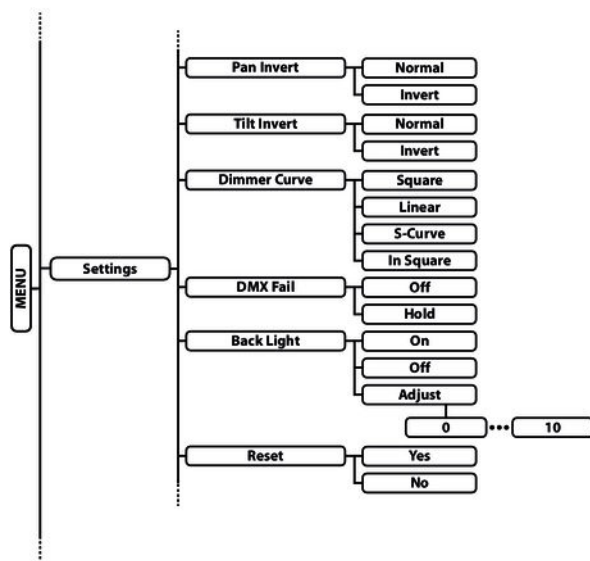 Pan Invert
Normal
Invert
Tilt Invert
Normal
Invert
Dimmer Curve
Square
Linear
S-Curve
In Square
MENU
Settings
DMX Fail
Off
Hold
Back Light
On
Off
Adjust
0 ••• 10
Reset
Yes
No